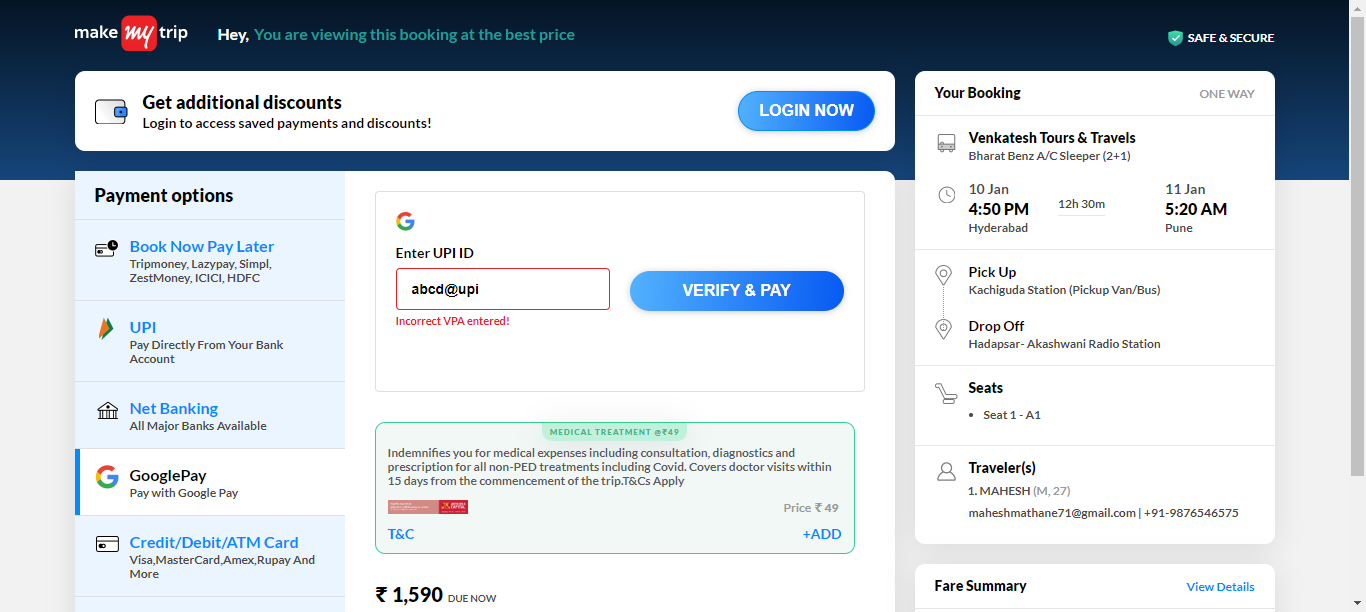 make my trip
Hey, You are viewing this booking at the best price
SAFE & SECURE
Get additional discounts
Login to access saved payments and discounts!
LOGIN NOW
Payment options
Book Now Pay Later
Tripmoney, Lazypay, Simpl,
ZestMoney, ICICI, HDFC
UPI
Pay Directly From Your Bank
Account
Net Banking
All Major Banks Available
GooglePay
Pay with Google Pay
Credit/Debit/ATM Card
Visa,MasterCard,Amex,Rupay And
More
Enter UPI ID
abcd@upi
VERIFY & PAY
Incorrect VPA entered!
MEDICAL TREATMENT @₹49
Indemnifies you for medical expenses including consultation, diagnostics and
prescription for all non-PED treatments including Covid. Covers doctor visits within
15 days from the commencement of the trip.T&Cs Apply
Price ₹ 49
T&C
+ADD
₹ 1,590 DUE NOW
Your Booking
ONE WAY
Venkatesh Tours & Travels
Bharat Benz A/C Sleeper (2+1)
10 Jan
4:50 PM
Hyderabad
12h 30m
11 Jan
5:20 AM
Pune
Pick Up
Kachiguda Station (Pickup Van/Bus)
Drop Off
Hadapsar- Akashwani Radio Station
Seats
• Seat 1 - A1
Traveler(s)
1. MAHESH (M, 27)
maheshmathane71@gmail.com | +91-9876546575
Fare Summary
View Details